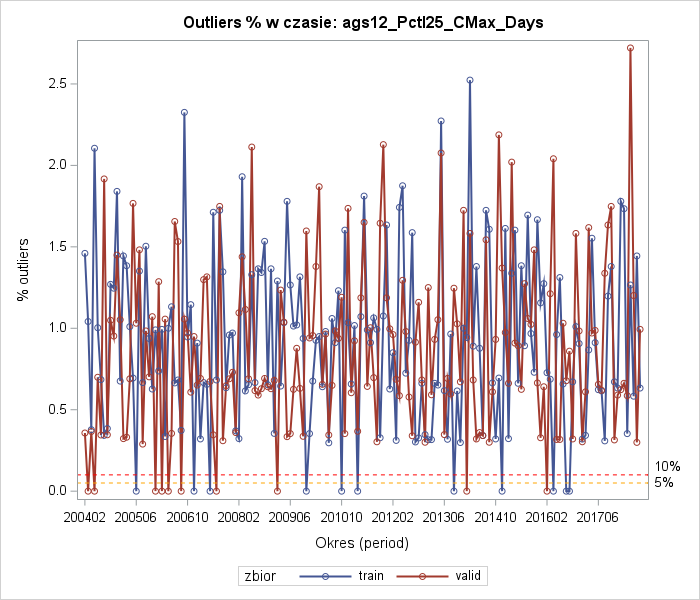 Outliers % w czasie: ags12_Pctl25_CMax_Days
% outliers
2.5
2.0
1.5
1.0
0.5
0.0
10%
5%
200402 200506 200610 200802 200906 201010 201202 201306 201410 201602 201706
Okres (period)
zbior train valid